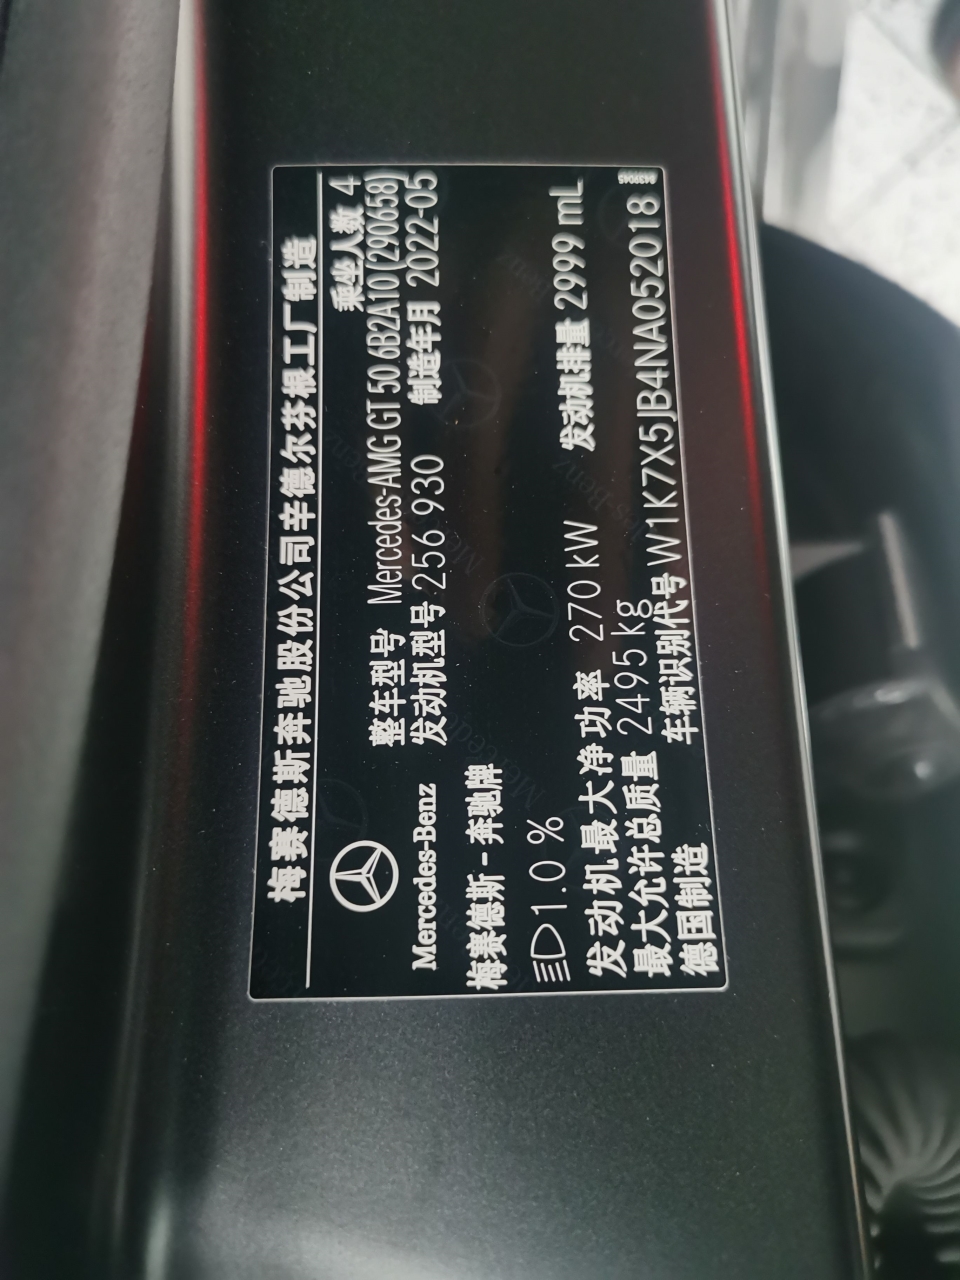 梅赛德斯奔驰股份公司辛德尔芬根工厂制造
乘坐人数 4
整车型号 Mercedes-AMG GT 50 6B2A10(290658)
发动机型号 256 930 制造年月 2022-05
Mercedes-Benz
梅赛德斯-奔驰牌
1.0 %
发动机最大净功率 270 kW 发动机排量 2999 mL
最大允许总质量 2495 kg
德国制造 车辆识别代号 W1K7X5JB4NA052018